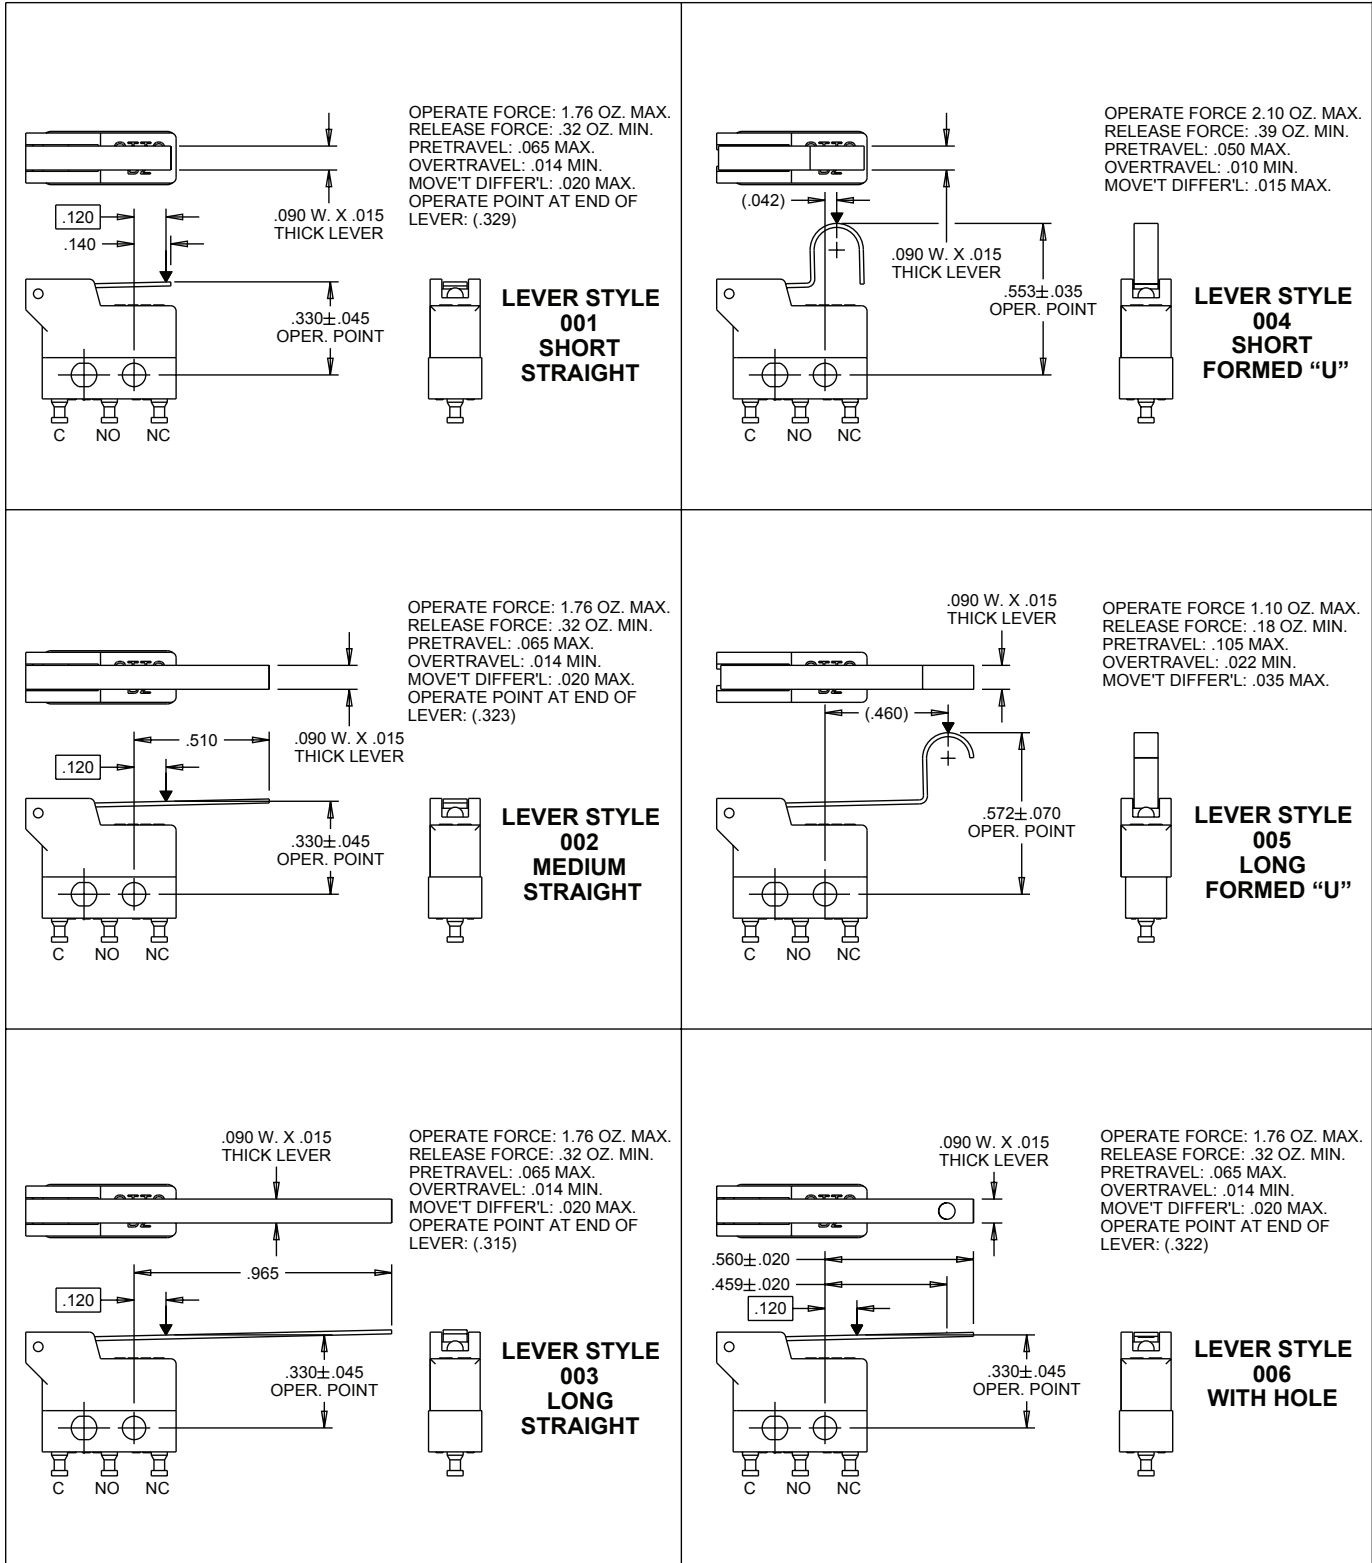 OPERATE FORCE: 1.76 OZ. MAX.
RELEASE FORCE: .32 OZ. MIN.
PRETRAVEL: .065 MAX.
OVERTRAVEL: .014 MIN.
MOVE'T DIFFER'L: .020 MAX.
OPERATE POINT AT END OF
LEVER: (.329)
.090 W. X .015
THICK LEVER
.120
.140
.330±.045
OPER. POINT
LEVER STYLE
001
SHORT
STRAIGHT
C NO NC
OPERATE FORCE 2.10 OZ. MAX.
RELEASE FORCE: .39 OZ. MIN.
PRETRAVEL: .050 MAX.
OVERTRAVEL: .010 MIN.
MOVE'T DIFFER'L: .015 MAX.
(.042)
.090 W. X .015
THICK LEVER
.553±.035
OPER. POINT
LEVER STYLE
004
SHORT
FORMED “U”
C NO NC
OPERATE FORCE: 1.76 OZ. MAX.
RELEASE FORCE: .32 OZ. MIN.
PRETRAVEL: .065 MAX.
OVERTRAVEL: .014 MIN.
MOVE'T DIFFER'L: .020 MAX.
OPERATE POINT AT END OF
LEVER: (.323)
.510
.090 W. X .015
THICK LEVER
.120
.330±.045
OPER. POINT
LEVER STYLE
002
MEDIUM
STRAIGHT
C NO NC
.090 W. X .015
THICK LEVER
OPERATE FORCE 1.10 OZ. MAX.
RELEASE FORCE: .18 OZ. MIN.
PRETRAVEL: .105 MAX.
OVERTRAVEL: .022 MIN.
MOVE'T DIFFER'L: .035 MAX.
(.460)
.572±.070
OPER. POINT
LEVER STYLE
005
LONG
FORMED “U”
C NO NC
.090 W. X .015
THICK LEVER
OPERATE FORCE: 1.76 OZ. MAX.
RELEASE FORCE: .32 OZ. MIN.
PRETRAVEL: .065 MAX.
OVERTRAVEL: .014 MIN.
MOVE'T DIFFER'L: .020 MAX.
OPERATE POINT AT END OF
LEVER: (.315)
.965
.120
.330±.045
OPER. POINT
LEVER STYLE
003
LONG
STRAIGHT
C NO NC
.090 W. X .015
THICK LEVER
OPERATE FORCE: 1.76 OZ. MAX.
RELEASE FORCE: .32 OZ. MIN.
PRETRAVEL: .065 MAX.
OVERTRAVEL: .014 MIN.
MOVE'T DIFFER'L: .020 MAX.
OPERATE POINT AT END OF
LEVER: (.322)
.560±.020
.459±.020
.120
.330±.045
OPER. POINT
LEVER STYLE
006
WITH HOLE
C NO NC